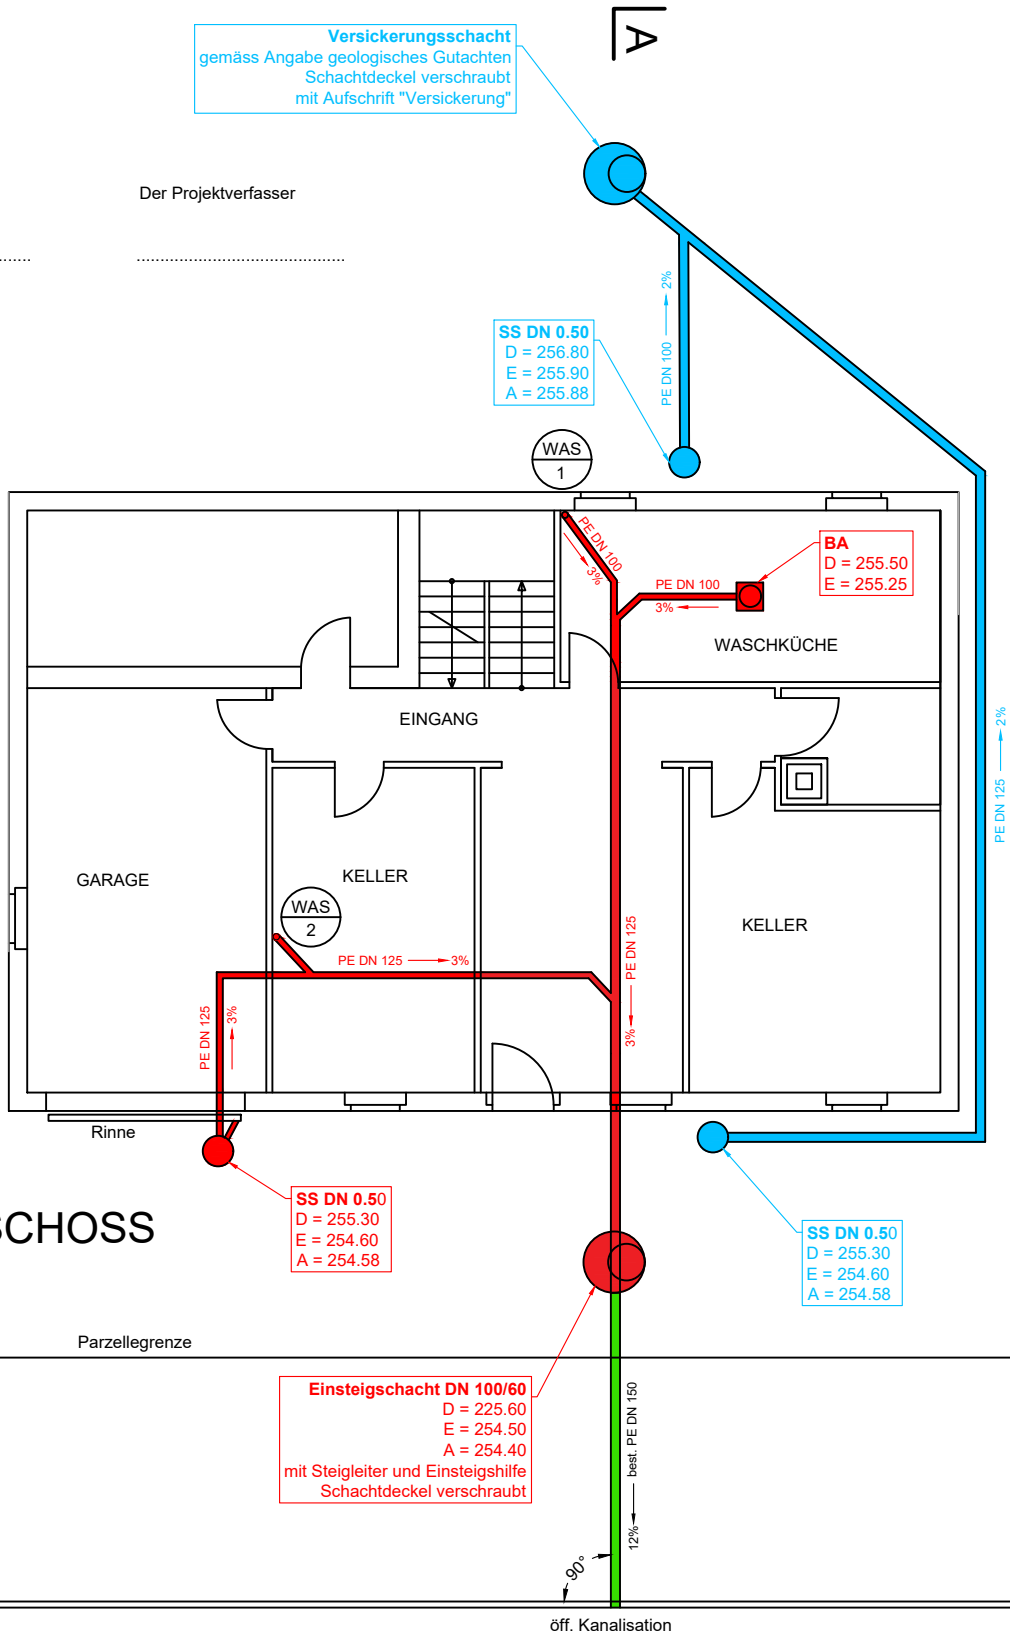 A
Versickerungsschacht
gemäss Angabe geologisches Gutachten
Schachtdeckel verschraubt
mit Aufschrift "Versickerung"
Der Projektverfasser
........ ............................................
PE DN 100
2%
SS DN 0.50
D = 256.80
E = 255.90
A = 255.88
WAS
1
PE DN 100
3%
PE DN 100
3%
BA
D = 255.50
E = 255.25
WASCHKÜCHE
EINGANG
PE DN 125
2%
GARAGE
KELLER
WAS
2
KELLER
PE DN 125
3%
PE DN 125
3%
PE DN 125
3%
Rinne
SCHOSS
SS DN 0.50
D = 255.30
E = 254.60
A = 254.58
SS DN 0.50
D = 255.30
E = 254.60
A = 254.58
Parzellegrenze
Einsteigschacht DN 100/60
D = 225.60
E = 254.50
A = 254.40
mit Steigleiter und Einsteigshilfe
Schachtdeckel verschraubt
best. PE DN 150
12%
90°
öff. Kanalisation